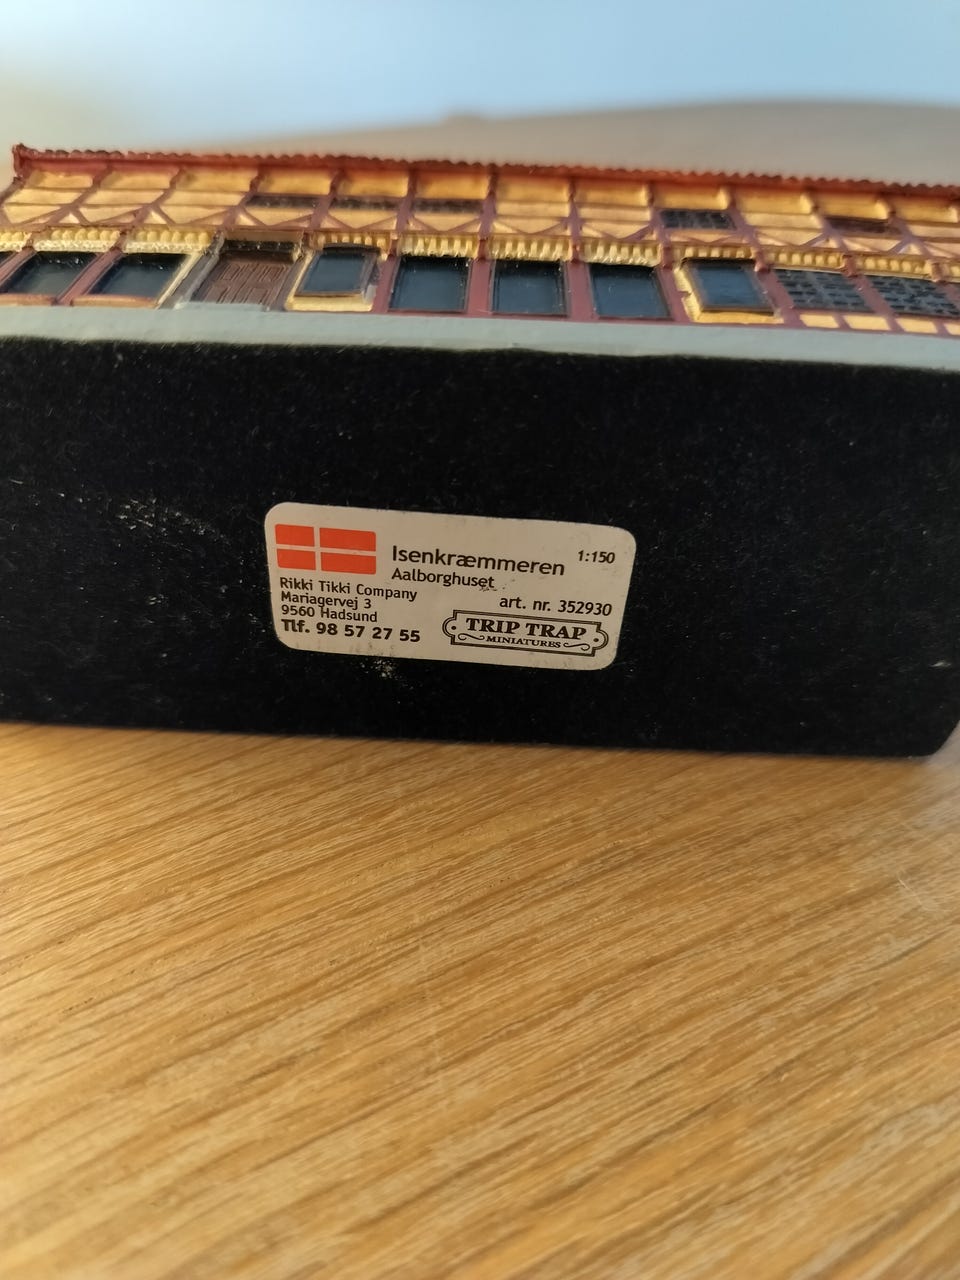 Isenkræmmeren 1:150
Aalborghuset
Rikki Tikki Company
Mariagervej 3
9560 Hadsund
Tlf. 98 57 27 55
art. nr. 352930
TRIP TRAP
MINIATURES